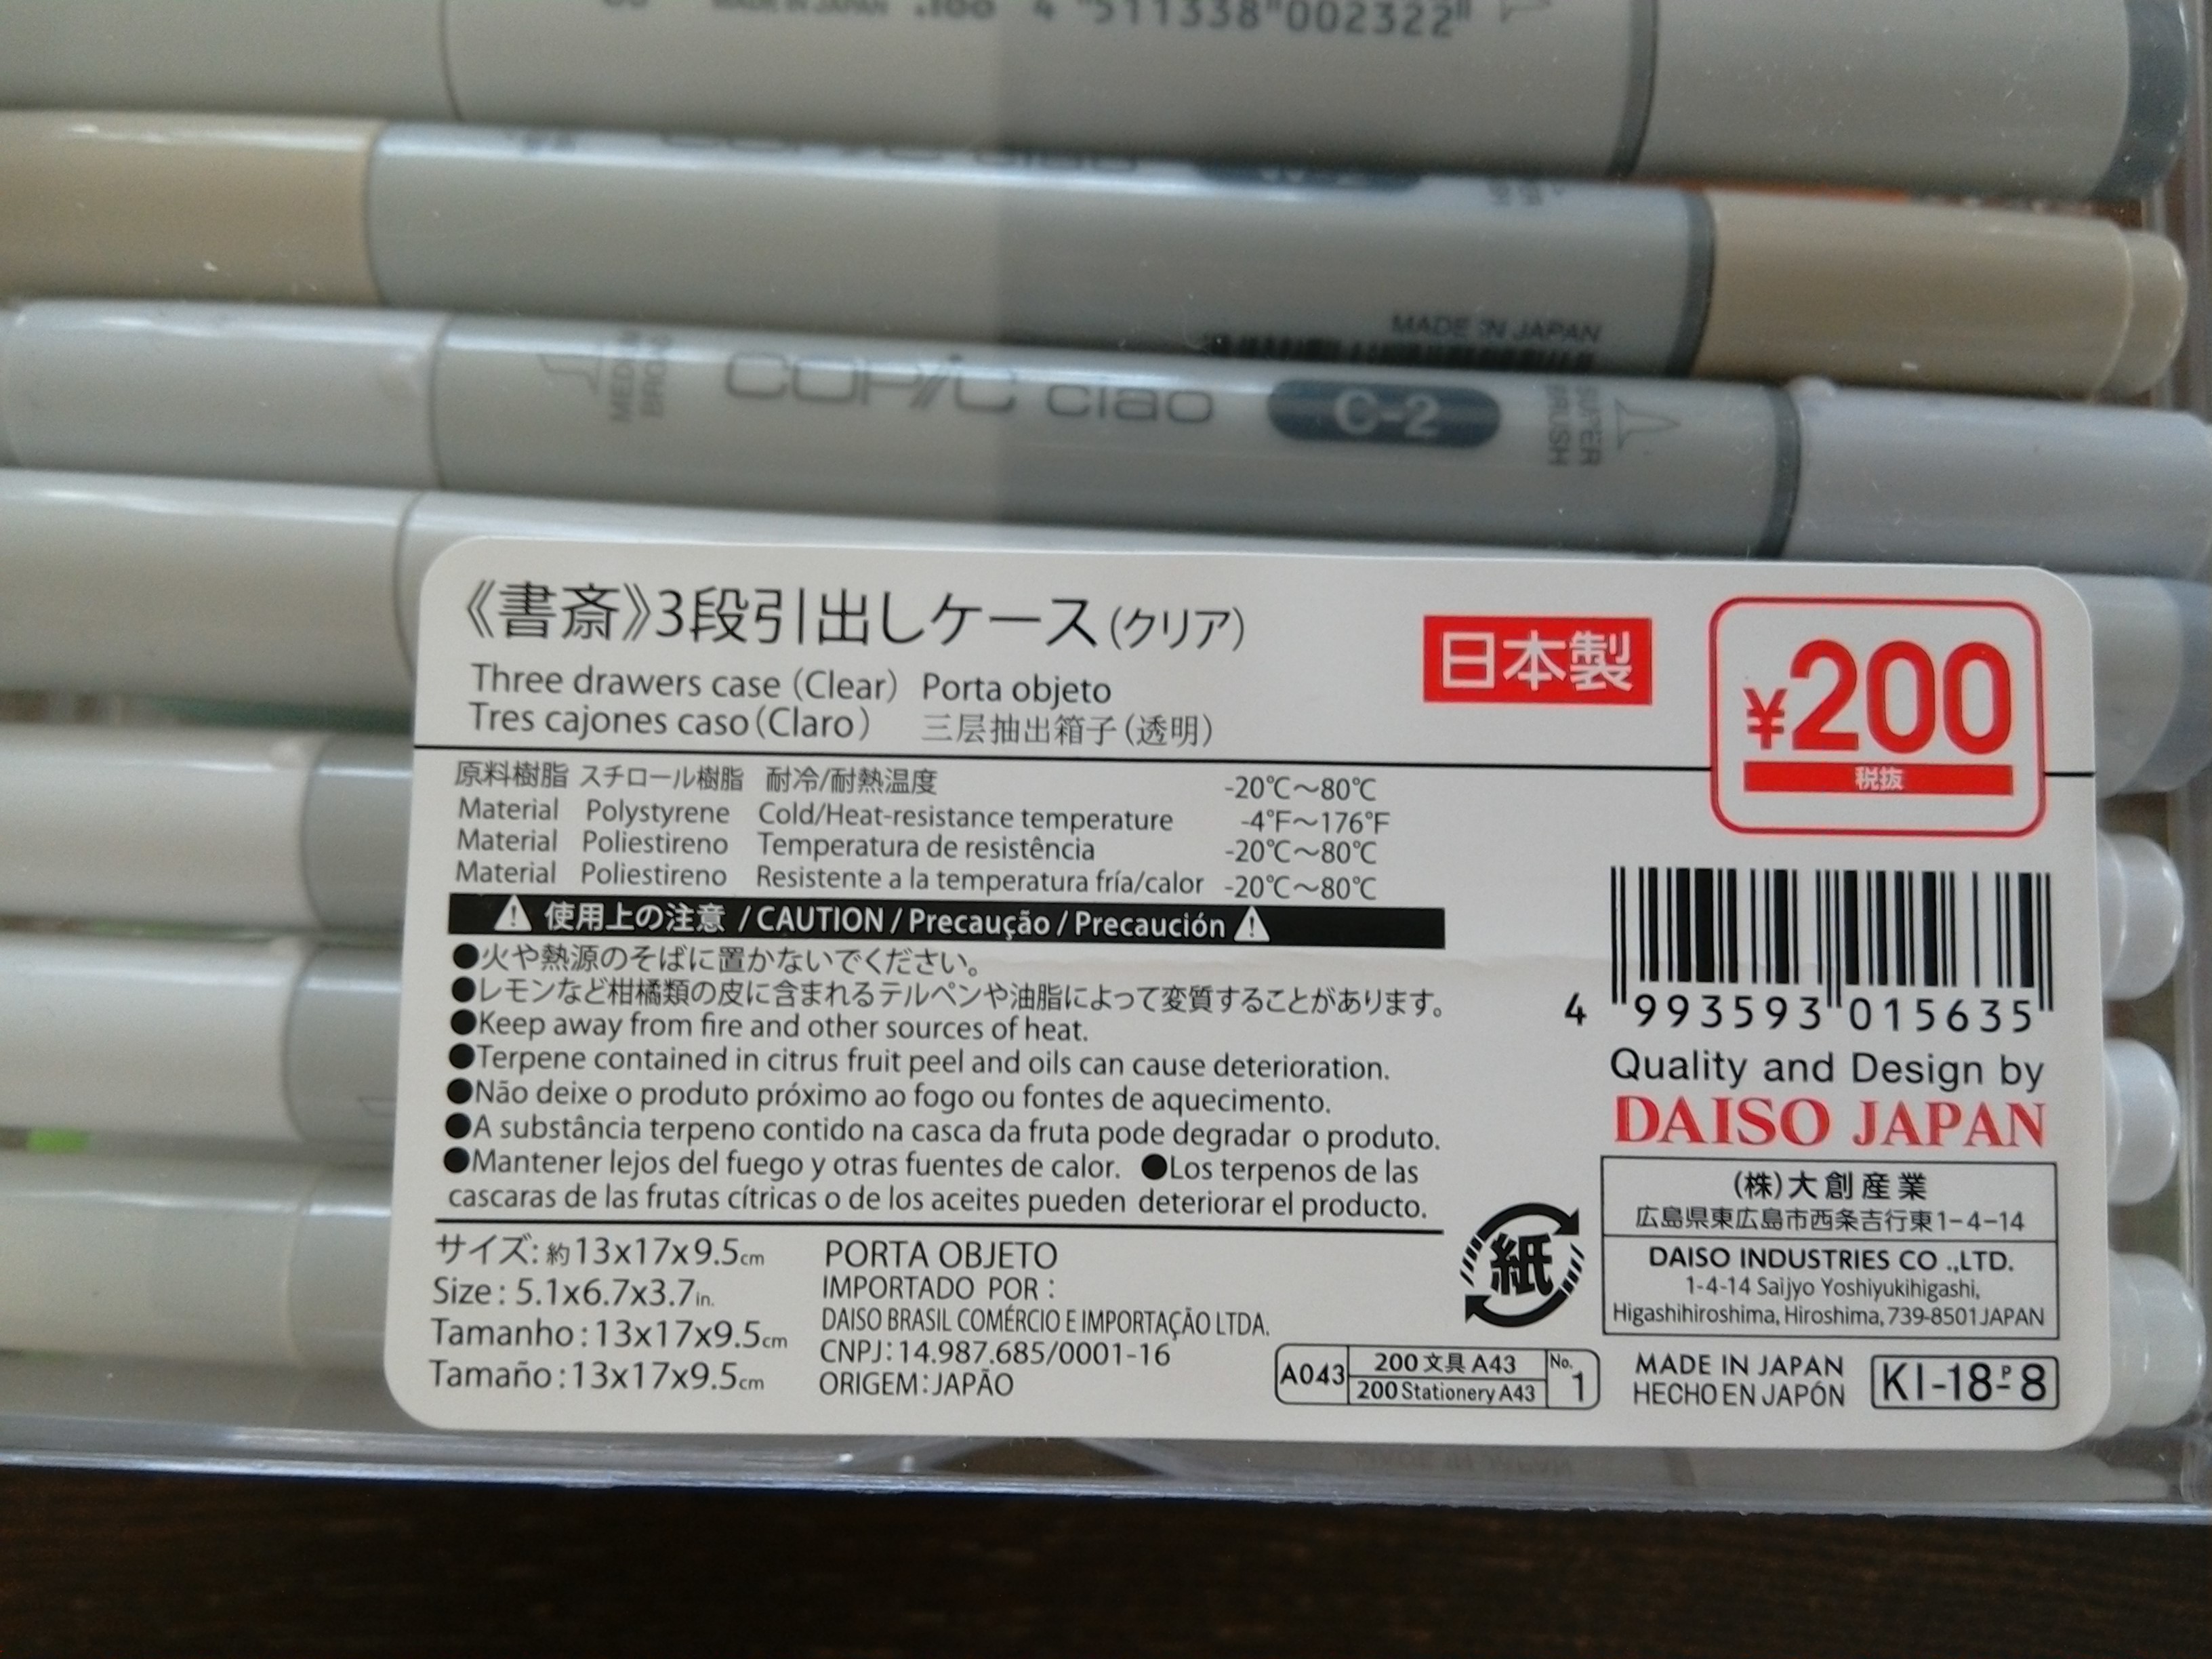 MADE IN JAPAN
4 511338 002322
COPIC ciao
MADE IN JAPAN
MEDIUM BROAD
COPIC ciao C-2
SUPER BRUSH
《書斎》3段引出しケース(クリア)
日本製
¥200
税抜
Three drawers case (Clear) Porta objeto
Tres cajones caso(Claro) 三层抽出箱子(透明)
原料樹脂 スチロール樹脂 耐冷/耐熱温度 -20℃〜80℃
Material Polystyrene Cold/Heat-resistance temperature -4℉〜176℉
Material Poliestireno Temperatura de resistência -20℃〜80℃
Material Poliestireno Resistente a la temperatura fría/calor -20℃〜80℃
使用上の注意 / CAUTION / Precaução / Precaución
●火や熱源のそばに置かないでください。
●レモンなど柑橘類の皮に含まれるテルペンや油脂によって変質することがあります。
●Keep away from fire and other sources of heat.
●Terpene contained in citrus fruit peel and oils can cause deterioration.
●Não deixe o produto próximo ao fogo ou fontes de aquecimento.
●A substância terpeno contido na casca da fruta pode degradar o produto.
●Mantener lejos del fuego y otras fuentes de calor. ●Los terpenos de las
cascaras de las frutas cítricas o de los aceites pueden deteriorar el producto.
サイズ:約13x17x9.5cm
Size : 5.1x6.7x3.7in.
Tamanho : 13x17x9.5cm
Tamaño : 13x17x9.5cm
PORTA OBJETO
IMPORTADO POR :
DAISO BRASIL COMÉRCIO E IMPORTAÇÃO LTDA.
CNPJ : 14.987.685/0001-16
ORIGEM : JAPÃO
紙
A043
200文具A43
200 Stationery A43
No. 1
4 993593 015635
Quality and Design by
DAISO JAPAN
(株)大創産業
広島県東広島市西条吉行東1-4-14
DAISO INDUSTRIES CO .,LTD.
1-4-14 Saijyo Yoshiyukihigashi,
Higashihiroshima, Hiroshima, 739-8501 JAPAN
MADE IN JAPAN
HECHO EN JAPÓN
KI-18-P-8